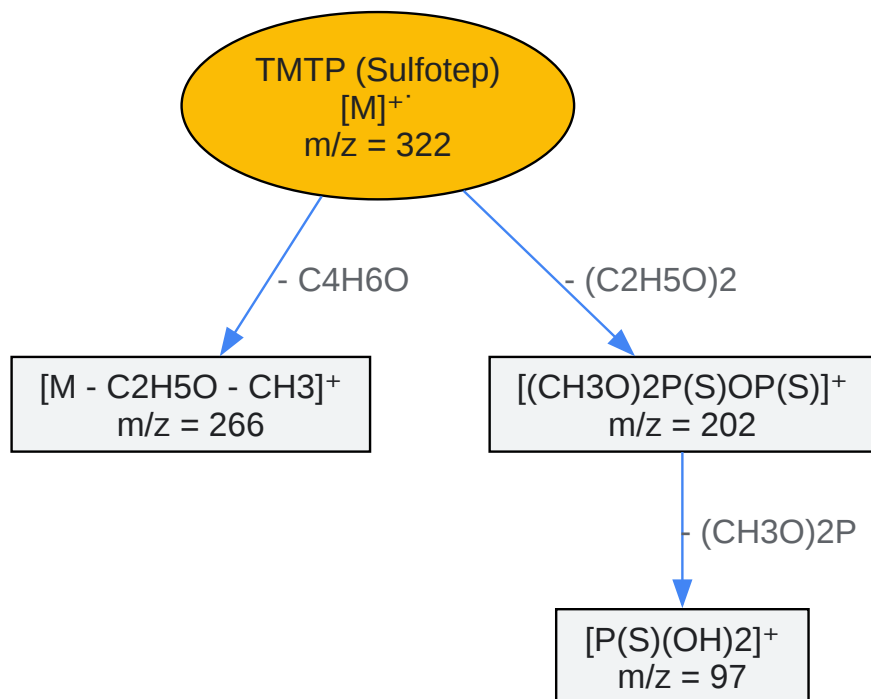 TMTP (Sulfotep)
[M]⁺˙
m/z = 322
- C4H6O
- (C2H5O)2
[M - C2H5O - CH3]⁺
m/z = 266
[(CH3O)2P(S)OP(S)]⁺
m/z = 202
- (CH3O)2P
[P(S)(OH)2]⁺
m/z = 97